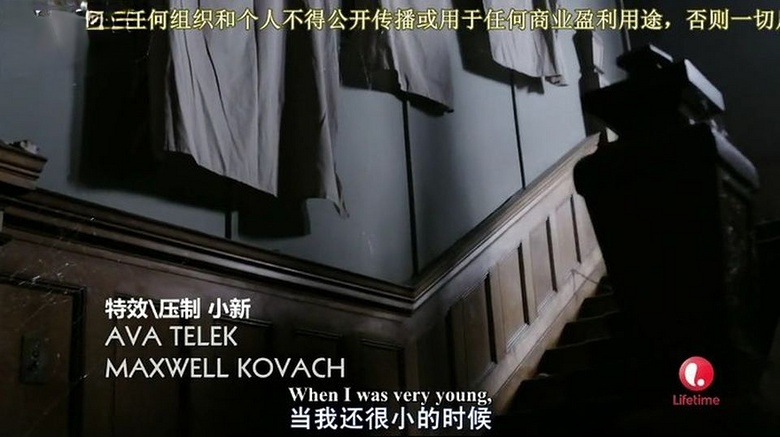 任何组织和个人不得公开传播或用于任何商业盈利用途，否则一切
特效\压制 小新
AVA TELEK
MAXWELL KOVACH
Lifetime
When I was very young,
当我还很小的时候